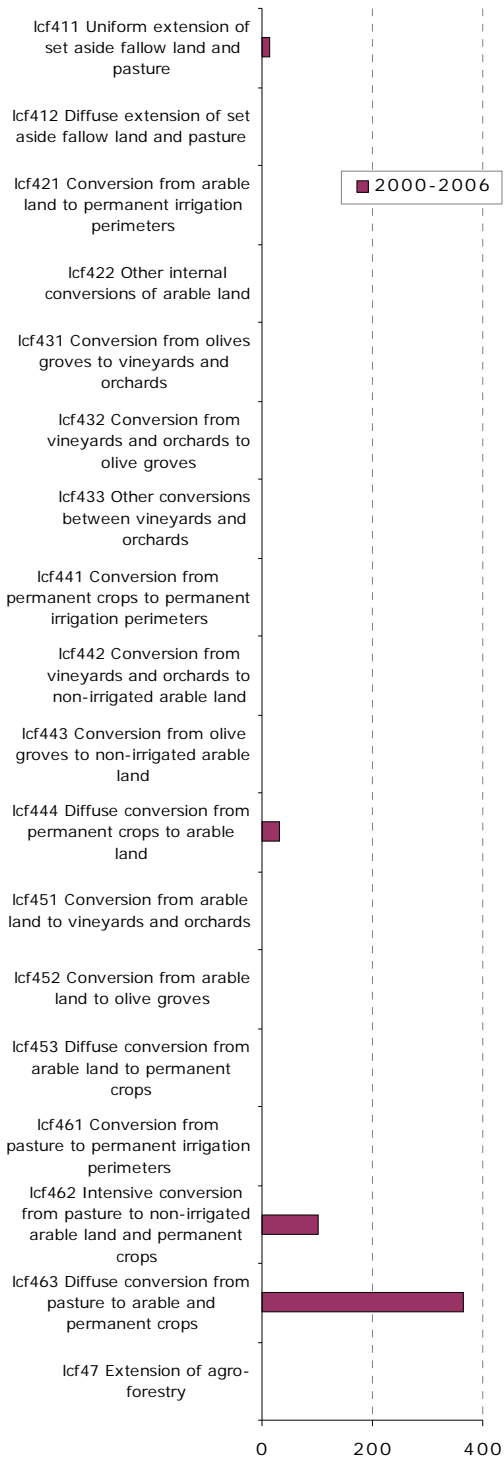 lcf411 Uniform extension of
set aside fallow land and
pasture
lcf412 Diffuse extension of set
aside fallow land and pasture
lcf421 Conversion from arable
land to permanent irrigation
perimeters
2000-2006
lcf422 Other internal
conversions of arable land
lcf431 Conversion from olives
groves to vineyards and
orchards
lcf432 Conversion from
vineyards and orchards to
olive groves
lcf433 Other conversions
between vineyards and
orchards
lcf441 Conversion from
permanent crops to permanent
irrigation perimeters
lcf442 Conversion from
vineyards and orchards to
non-irrigated arable land
lcf443 Conversion from olive
groves to non-irrigated arable
land
lcf444 Diffuse conversion from
permanent crops to arable
land
lcf451 Conversion from arable
land to vineyards and orchards
lcf452 Conversion from arable
land to olive groves
lcf453 Diffuse conversion from
arable land to permanent
crops
lcf461 Conversion from
pasture to permanent irrigation
perimeters
lcf462 Intensive conversion
from pasture to non-irrigated
arable land and permanent
crops
lcf463 Diffuse conversion from
pasture to arable and
permanent crops
lcf47 Extension of agro-
forestry
0 200 400